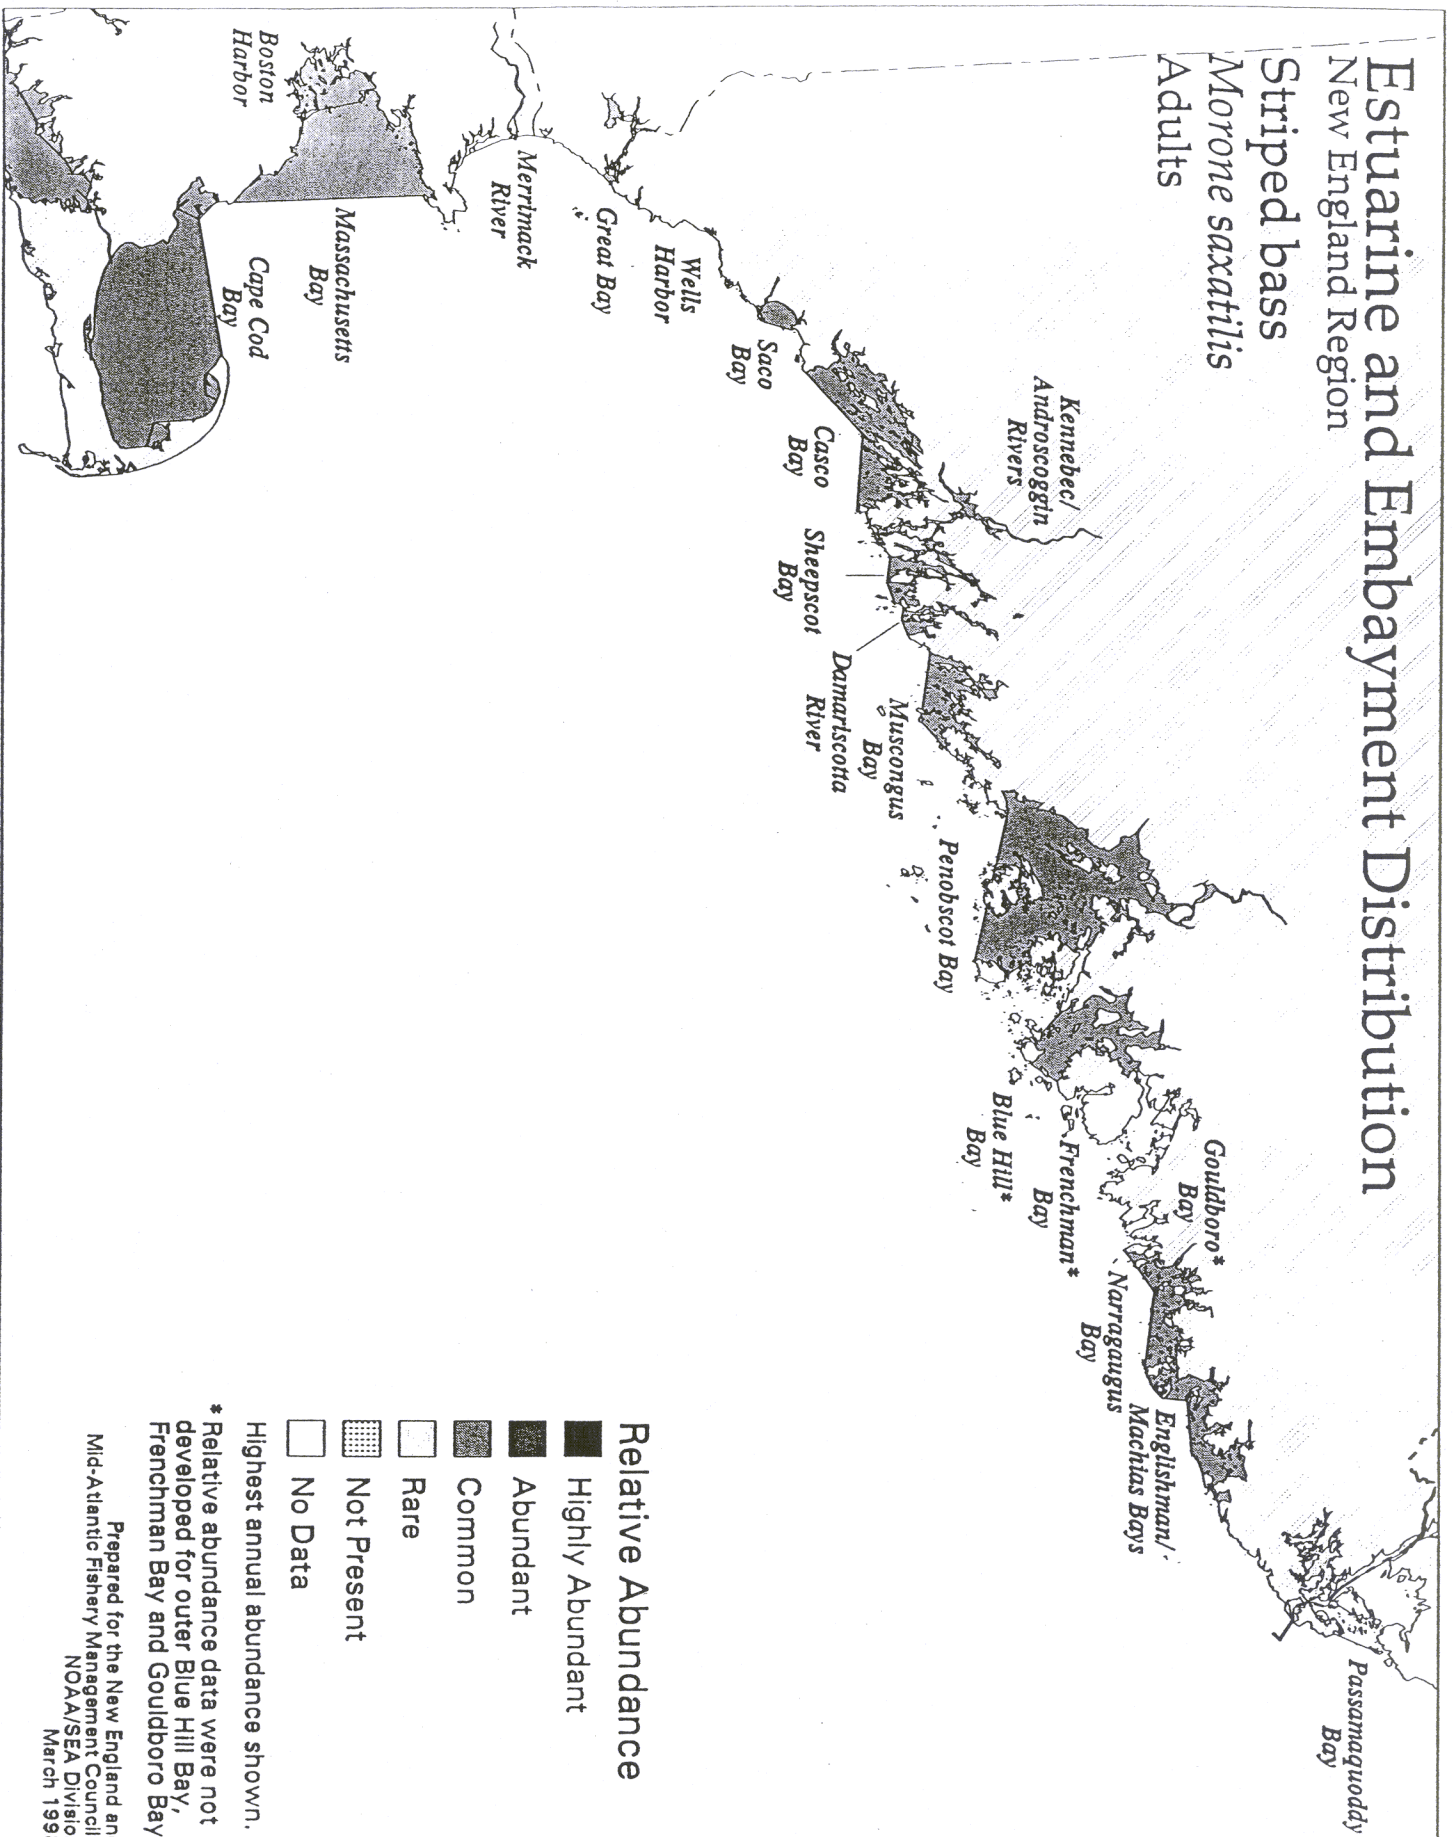 Estuarine and Embayment Distribution
New England Region
Striped bass
Morone saxatilis
Adults
Kennebec/
Androscoggin
Rivers
Gouldboro*
Bay
Passamaquoddy
Bay
Englishman/
Machias Bays
Narragaugus
Bay
Frenchman*
Bay
Blue Hill*
Bay
Penobscot Bay
Muscongus
Bay
Damariscotta
River
Sheepscot
Bay
Casco
Bay
Saco
Bay
Wells
Harbor
Great Bay
Merrimack
River
Massachusetts
Bay
Cape Cod
Bay
Boston
Harbor
Relative Abundance
Highly Abundant
Abundant
Common
Rare
Not Present
No Data
Highest annual abundance shown.
* Relative abundance data were not
developed for outer Blue Hill Bay,
Frenchman Bay and Gouldboro Bay
Prepared for the New England an
Mid-Atlantic Fishery Management Council
NOAA/SEA Divisio
March 199